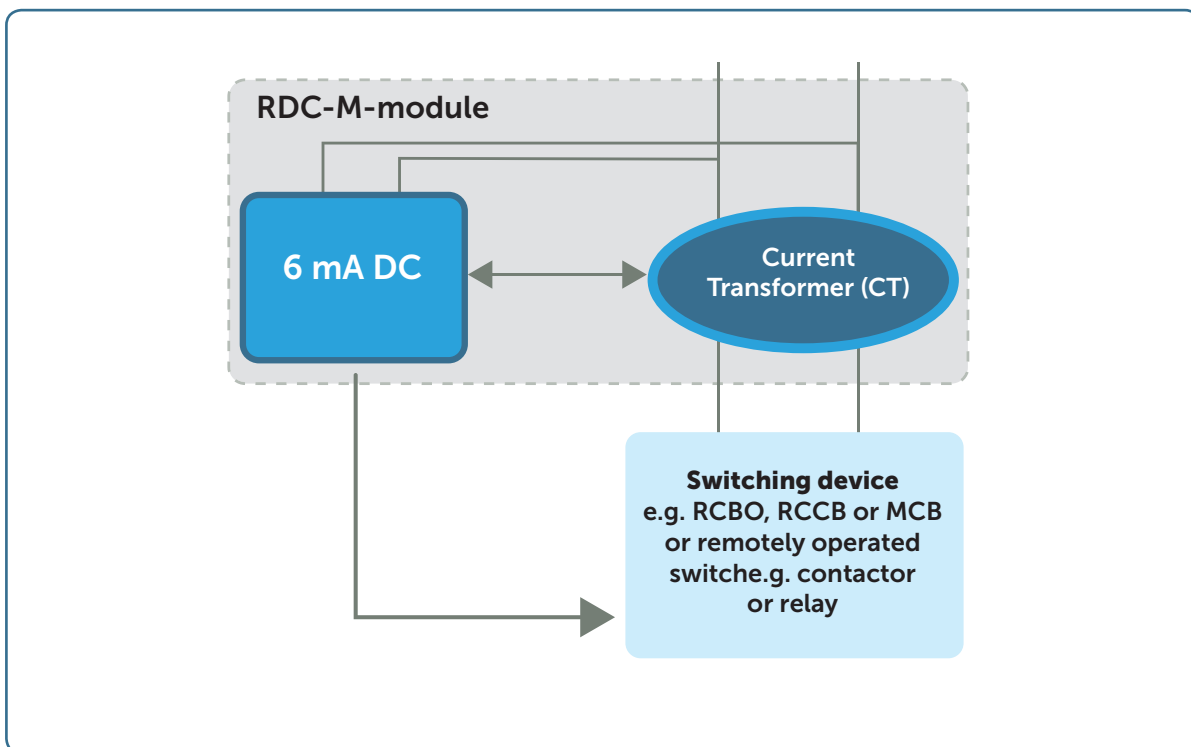 RDC-M-module
6 mA DC
Current
Transformer (CT)
Switching device
e.g. RCBO, RCCB or MCB
or remotely operated
switche.g. contactor
or relay